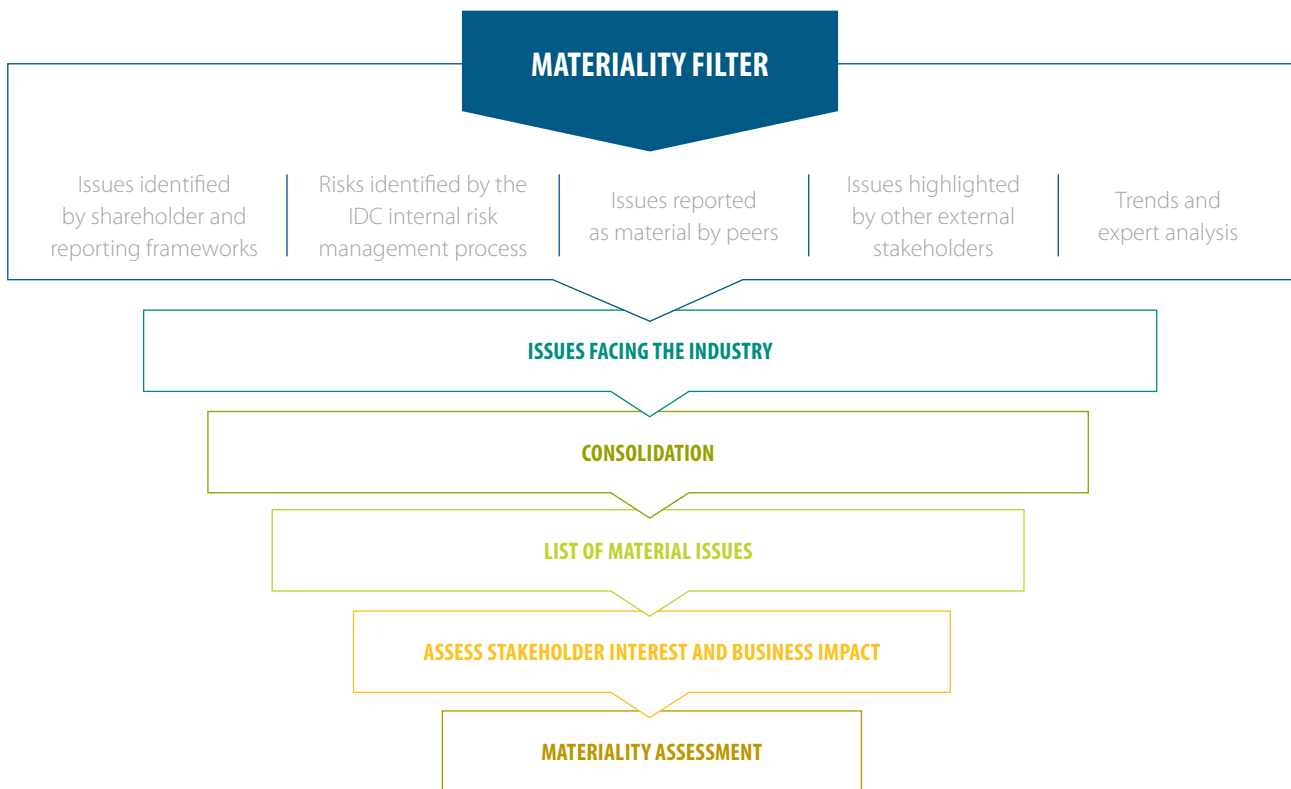 MATERIALITY FILTER
Issues identified
by shareholder and
reporting frameworks
Risks identified by the
IDC internal risk
management process
Issues reported
as material by peers
Issues highlighted
by other external
stakeholders
Trends and
expert analysis
ISSUES FACING THE INDUSTRY
CONSOLIDATION
LIST OF MATERIAL ISSUES
ASSESS STAKEHOLDER INTEREST AND BUSINESS IMPACT
MATERIALITY ASSESSMENT